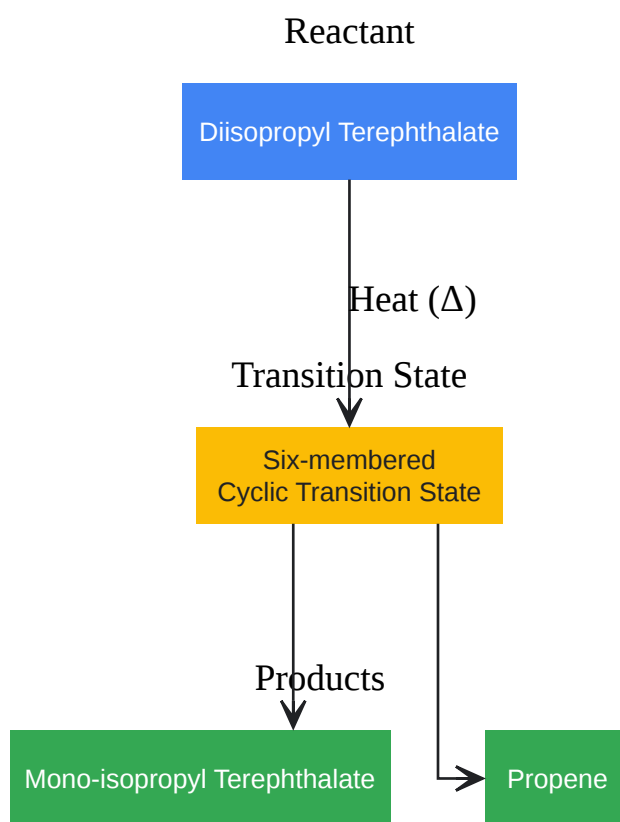 Reactant
Diisopropyl Terephthalate
Heat (Δ)
Transition State
Six-membered
Cyclic Transition State
Products
Mono-isopropyl Terephthalate
Propene